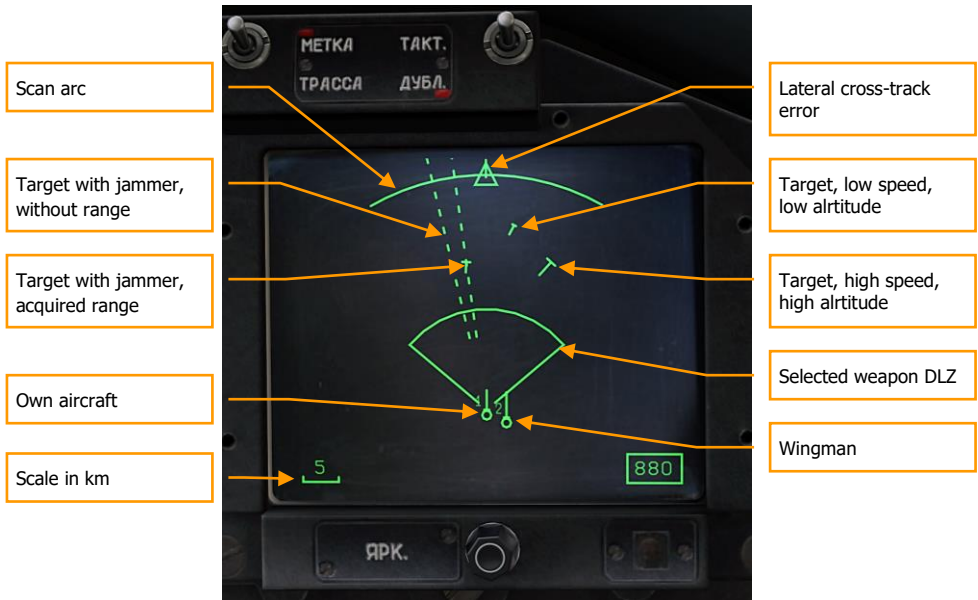 МЕТКА ТАКТ.
ТРАССА ДУБЛ.
Scan arc
Lateral cross-track
error
Target with jammer,
without range
Target, low speed,
low alrtitude
Target with jammer,
acquired range
Target, high speed,
high alrtitude
Selected weapon DLZ
Own aircraft
1
2
Wingman
Scale in km
5
880
ЯРК.